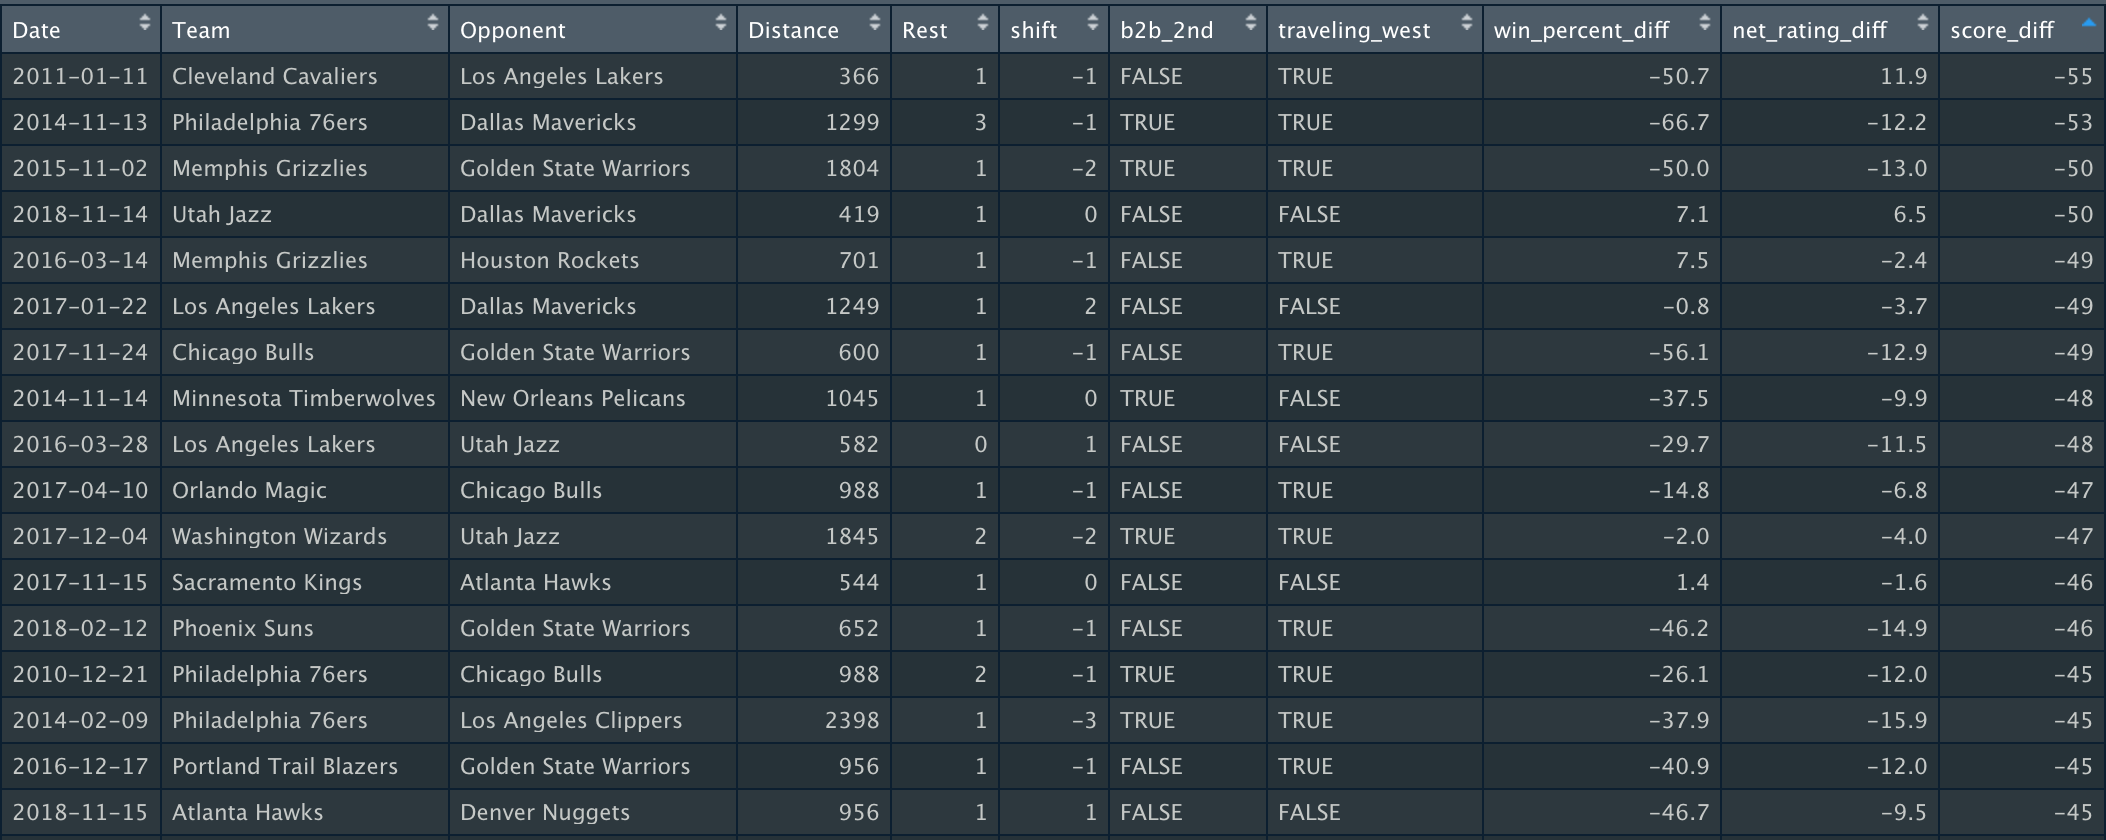 Date Team Opponent Distance Rest shift b2b_2nd traveling_west win_percent_diff net_rating_diff score_diff
2011-01-11 Cleveland Cavaliers Los Angeles Lakers 366 1 -1 FALSE TRUE -50.7 11.9 -55
2014-11-13 Philadelphia 76ers Dallas Mavericks 1299 3 -1 TRUE TRUE -66.7 -12.2 -53
2015-11-02 Memphis Grizzlies Golden State Warriors 1804 1 -2 TRUE TRUE -50.0 -13.0 -50
2018-11-14 Utah Jazz Dallas Mavericks 419 1 0 FALSE FALSE 7.1 6.5 -50
2016-03-14 Memphis Grizzlies Houston Rockets 701 1 -1 FALSE TRUE 7.5 -2.4 -49
2017-01-22 Los Angeles Lakers Dallas Mavericks 1249 1 2 FALSE FALSE -0.8 -3.7 -49
2017-11-24 Chicago Bulls Golden State Warriors 600 1 -1 FALSE TRUE -56.1 -12.9 -49
2014-11-14 Minnesota Timberwolves New Orleans Pelicans 1045 1 0 TRUE FALSE -37.5 -9.9 -48
2016-03-28 Los Angeles Lakers Utah Jazz 582 0 1 FALSE FALSE -29.7 -11.5 -48
2017-04-10 Orlando Magic Chicago Bulls 988 1 -1 FALSE TRUE -14.8 -6.8 -47
2017-12-04 Washington Wizards Utah Jazz 1845 2 -2 TRUE TRUE -2.0 -4.0 -47
2017-11-15 Sacramento Kings Atlanta Hawks 544 1 0 FALSE FALSE 1.4 -1.6 -46
2018-02-12 Phoenix Suns Golden State Warriors 652 1 -1 FALSE TRUE -46.2 -14.9 -46
2010-12-21 Philadelphia 76ers Chicago Bulls 988 2 -1 TRUE TRUE -26.1 -12.0 -45
2014-02-09 Philadelphia 76ers Los Angeles Clippers 2398 1 -3 TRUE TRUE -37.9 -15.9 -45
2016-12-17 Portland Trail Blazers Golden State Warriors 956 1 -1 FALSE TRUE -40.9 -12.0 -45
2018-11-15 Atlanta Hawks Denver Nuggets 956 1 1 FALSE FALSE -46.7 -9.5 -45